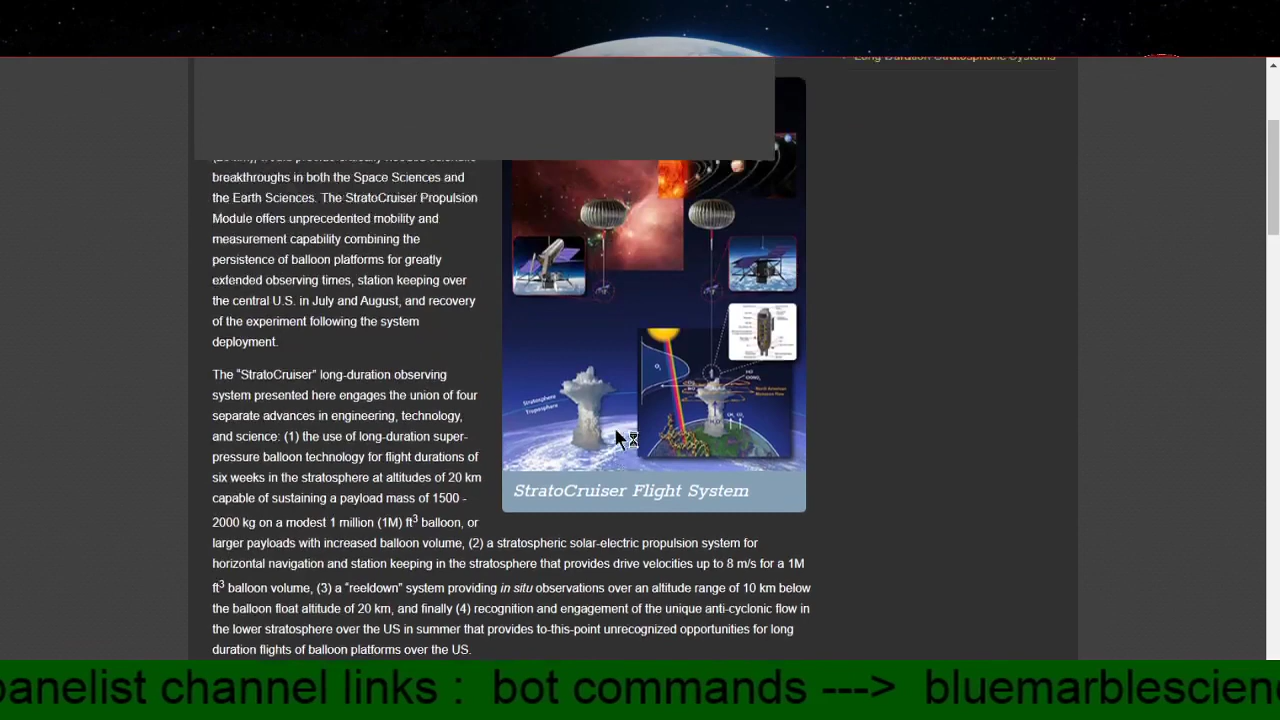 Long Duration Stratospheric Systems
breakthroughs in both the Space Sciences and
the Earth Sciences. The StratoCruiser Propulsion
Module offers unprecedented mobility and
measurement capability combining the
persistence of balloon platforms for greatly
extended observing times, station keeping over
the central U.S. in July and August, and recovery
of the experiment following the system
deployment.
The "StratoCruiser" long-duration observing
system presented here engages the union of four
separate advances in engineering, technology,
and science: (1) the use of long-duration super-
pressure balloon technology for flight durations of
six weeks in the stratosphere at altitudes of 20 km
capable of sustaining a payload mass of 1500 -
2000 kg on a modest 1 million (1M) ft³ balloon, or
larger payloads with increased balloon volume, (2) a stratospheric solar-electric propulsion system for
horizontal navigation and station keeping in the stratosphere that provides drive velocities up to 8 m/s for a 1M
ft³ balloon volume, (3) a "reeldown" system providing in situ observations over an altitude range of 10 km below
the balloon float altitude of 20 km, and finally (4) recognition and engagement of the unique anti-cyclonic flow in
the lower stratosphere over the US in summer that provides to-this-point unrecognized opportunities for long
duration flights of balloon platforms over the US.
Stratosphere
Troposphere
StratoCruiser Flight System
panelist channel links : bot commands ---> bluemarblescienc